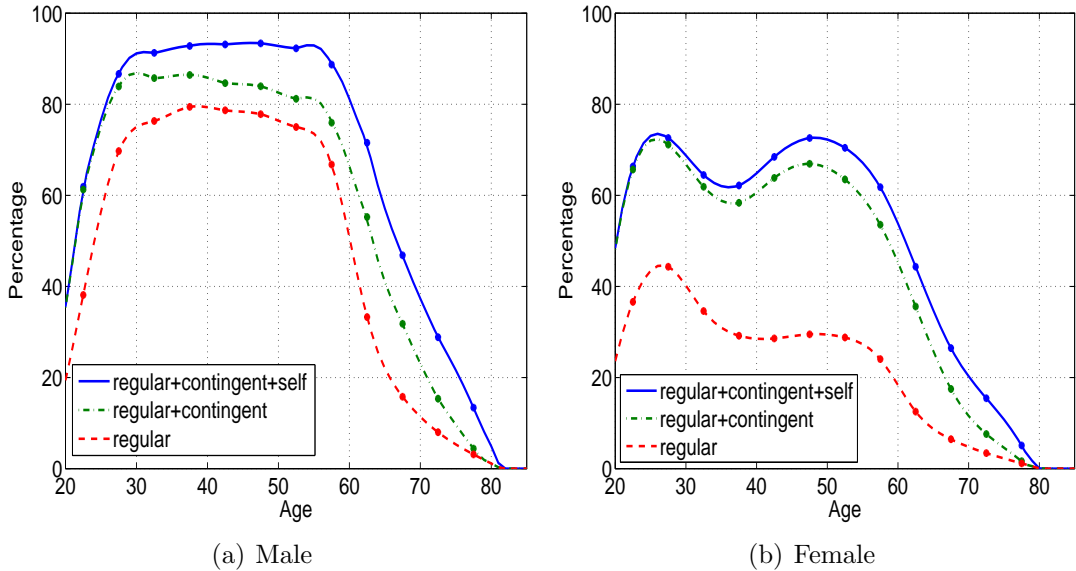 100
80
60
40
20
0
Percentage
regular+contingent+self
regular+contingent
regular
20 30 40 50 60 70 80
Age
(a) Male
100
80
60
40
20
0
Percentage
regular+contingent+self
regular+contingent
regular
20 30 40 50 60 70 80
Age
(b) Female